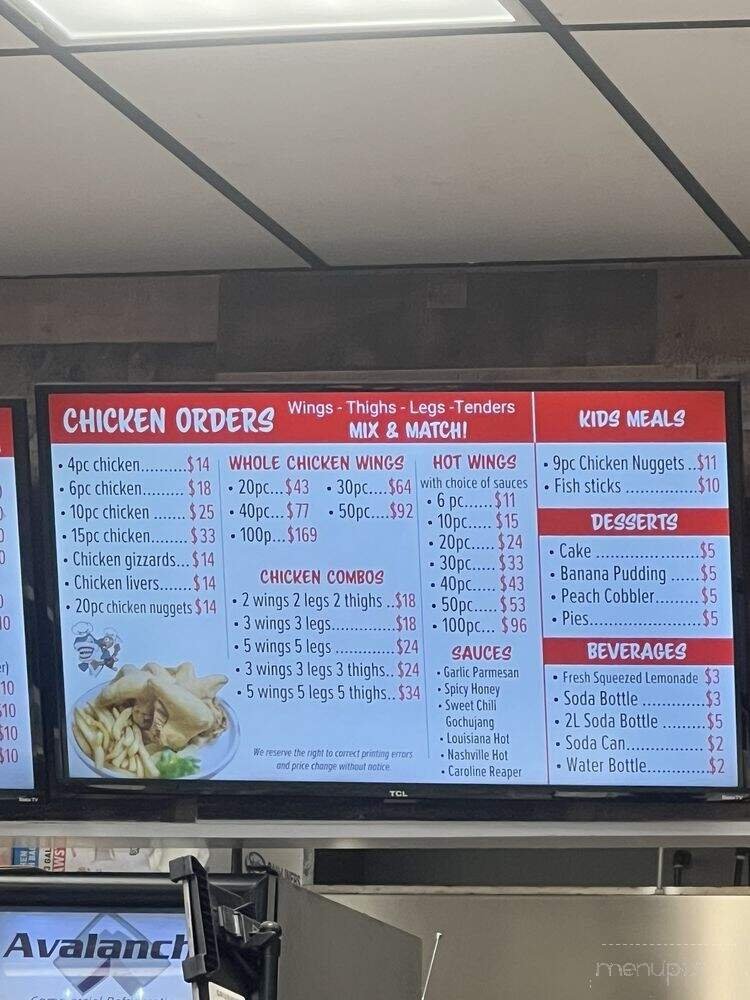 CHICKEN ORDERS
Wings - Thighs - Legs -Tenders
MIX & MATCH!
• 4pc chicken.........$14
• 6pc chicken......... $18
• 10pc chicken .......$25
• 15pc chicken........$33
• Chicken gizzards...$14
• Chicken livers.......$14
• 20pc chicken nuggets $14
WHOLE CHICKEN WINGS
• 20pc...$43 • 30pc....$64
• 40pc...$77 • 50pc....$92
• 100p...$169
CHICKEN COMBOS
• 2 wings 2 legs 2 thighs ..$18
• 3 wings 3 legs..............$18
• 5 wings 5 legs ..............$24
• 3 wings 3 legs 3 thighs.. $24
• 5 wings 5 legs 5 thighs.. $34
We reserve the right to correct printing errors
and price change without notice.
HOT WINGS
with choice of sauces
• 6 pc......$11
• 10pc..... $15
• 20pc..... $24
• 30pc..... $33
• 40pc..... $43
• 50pc..... $53
• 100pc... $96
SAUCES
• Garlic Parmesan
• Spicy Honey
• Sweet Chili
Gochujang
• Louisiana Hot
• Nashville Hot
• Caroline Reaper
KIDS MEALS
• 9pc Chicken Nuggets ..$11
• Fish sticks ..............$10
DESSERTS
• Cake .....................$5
• Banana Pudding ......$5
• Peach Cobbler.........$5
• Pies.......................$5
BEVERAGES
• Fresh Squeezed Lemonade $3
• Soda Bottle ..............$3
• 2L Soda Bottle .........$5
• Soda Can................$2
• Water Bottle............$2
10
$10
$10
$10
TCL
Avalanch
menupix